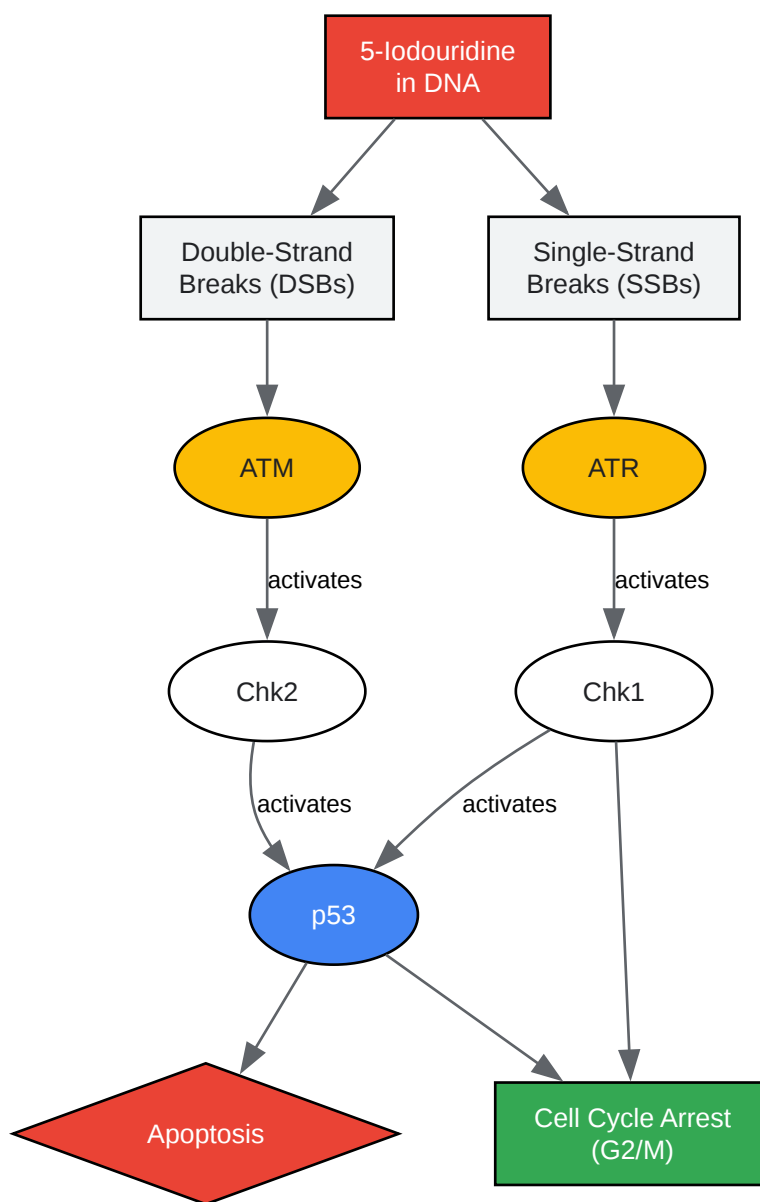 5-Iodouridine
in DNA
Double-Strand
Breaks (DSBs)
Single-Strand
Breaks (SSBs)
ATM
ATR
activates
activates
Chk2
Chk1
activates
activates
p53
Apoptosis
Cell Cycle Arrest
(G2/M)